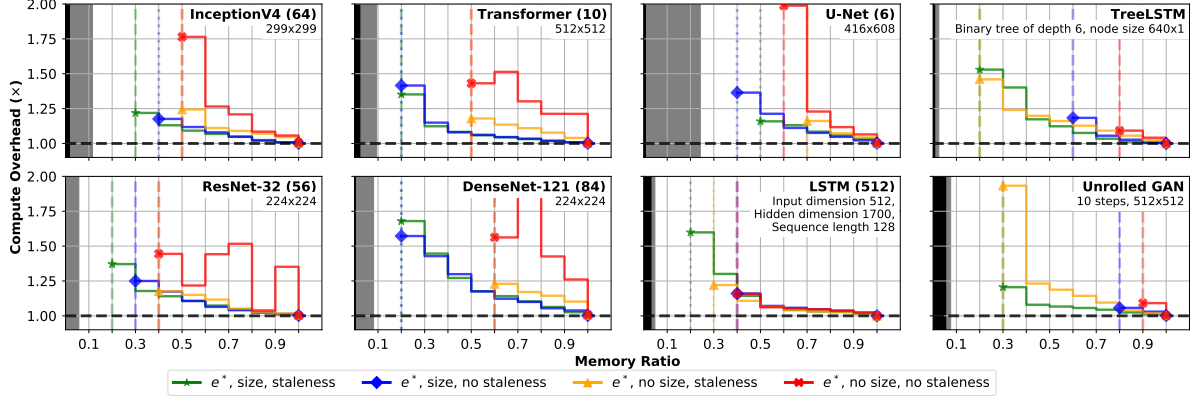 Compute Overhead (×)
2.00
1.75
1.50
1.25
1.00
InceptionV4 (64)
299x299
Transformer (10)
512x512
U-Net (6)
416x608
TreeLSTM
Binary tree of depth 6, node size 640x1
2.00
1.75
1.50
1.25
1.00
ResNet-32 (56)
224x224
DenseNet-121 (84)
224x224
LSTM (512)
Input dimension 512,
Hidden dimension 1700,
Sequence length 128
Unrolled GAN
10 steps, 512x512
0.1 0.3 0.5 0.7 0.9
0.1 0.3 0.5 0.7 0.9
0.1 0.3 0.5 0.7 0.9
0.1 0.3 0.5 0.7 0.9
Memory Ratio
e*, size, staleness
e*, size, no staleness
e*, no size, staleness
e*, no size, no staleness